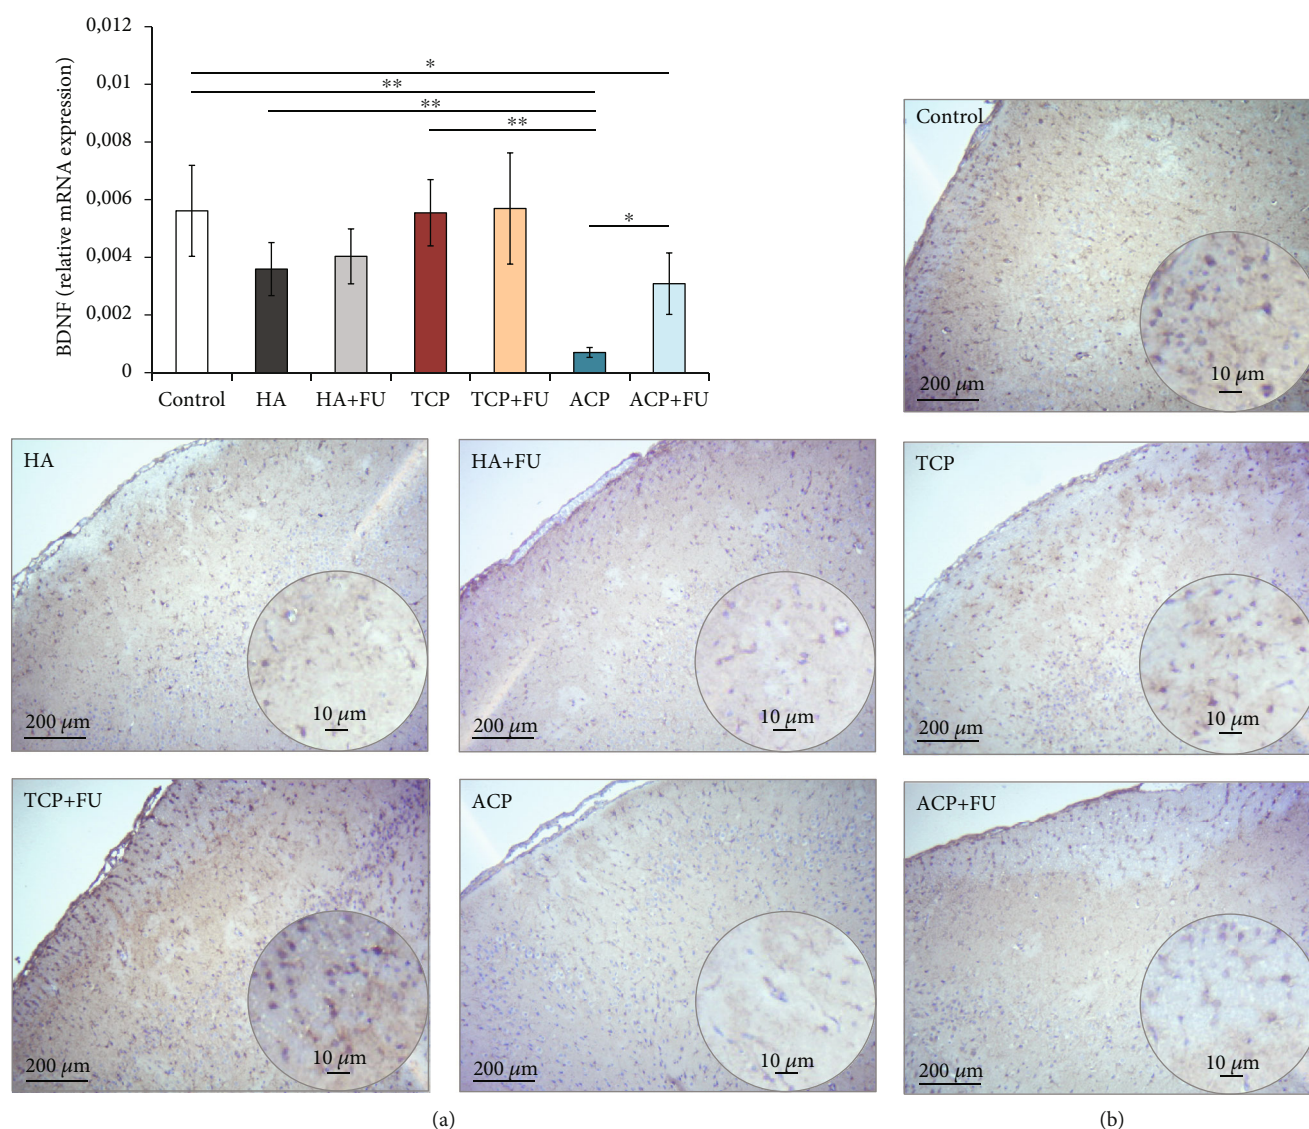 0,012
0,01
0,008
0,006
0,004
0,002
0
BDNF (relative mRNA expression)
*
**
**
**
*
Control HA HA+FU TCP TCP+FU ACP ACP+FU
Control
200 µm
10 µm
HA
200 µm
10 µm
HA+FU
200 µm
10 µm
TCP
200 µm
10 µm
TCP+FU
200 µm
10 µm
ACP
200 µm
10 µm
ACP+FU
200 µm
10 µm
(a)
(b)